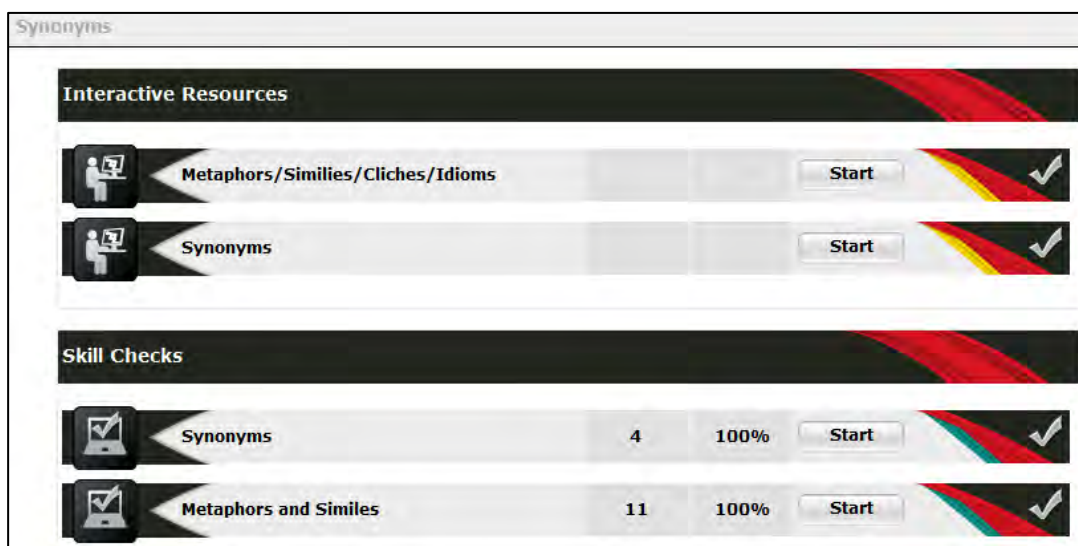 Synonyms
Interactive Resources
Metaphors/Similies/Cliches/Idioms Start
Synonyms Start
Skill Checks
Synonyms 4 100% Start
Metaphors and Similes 11 100% Start